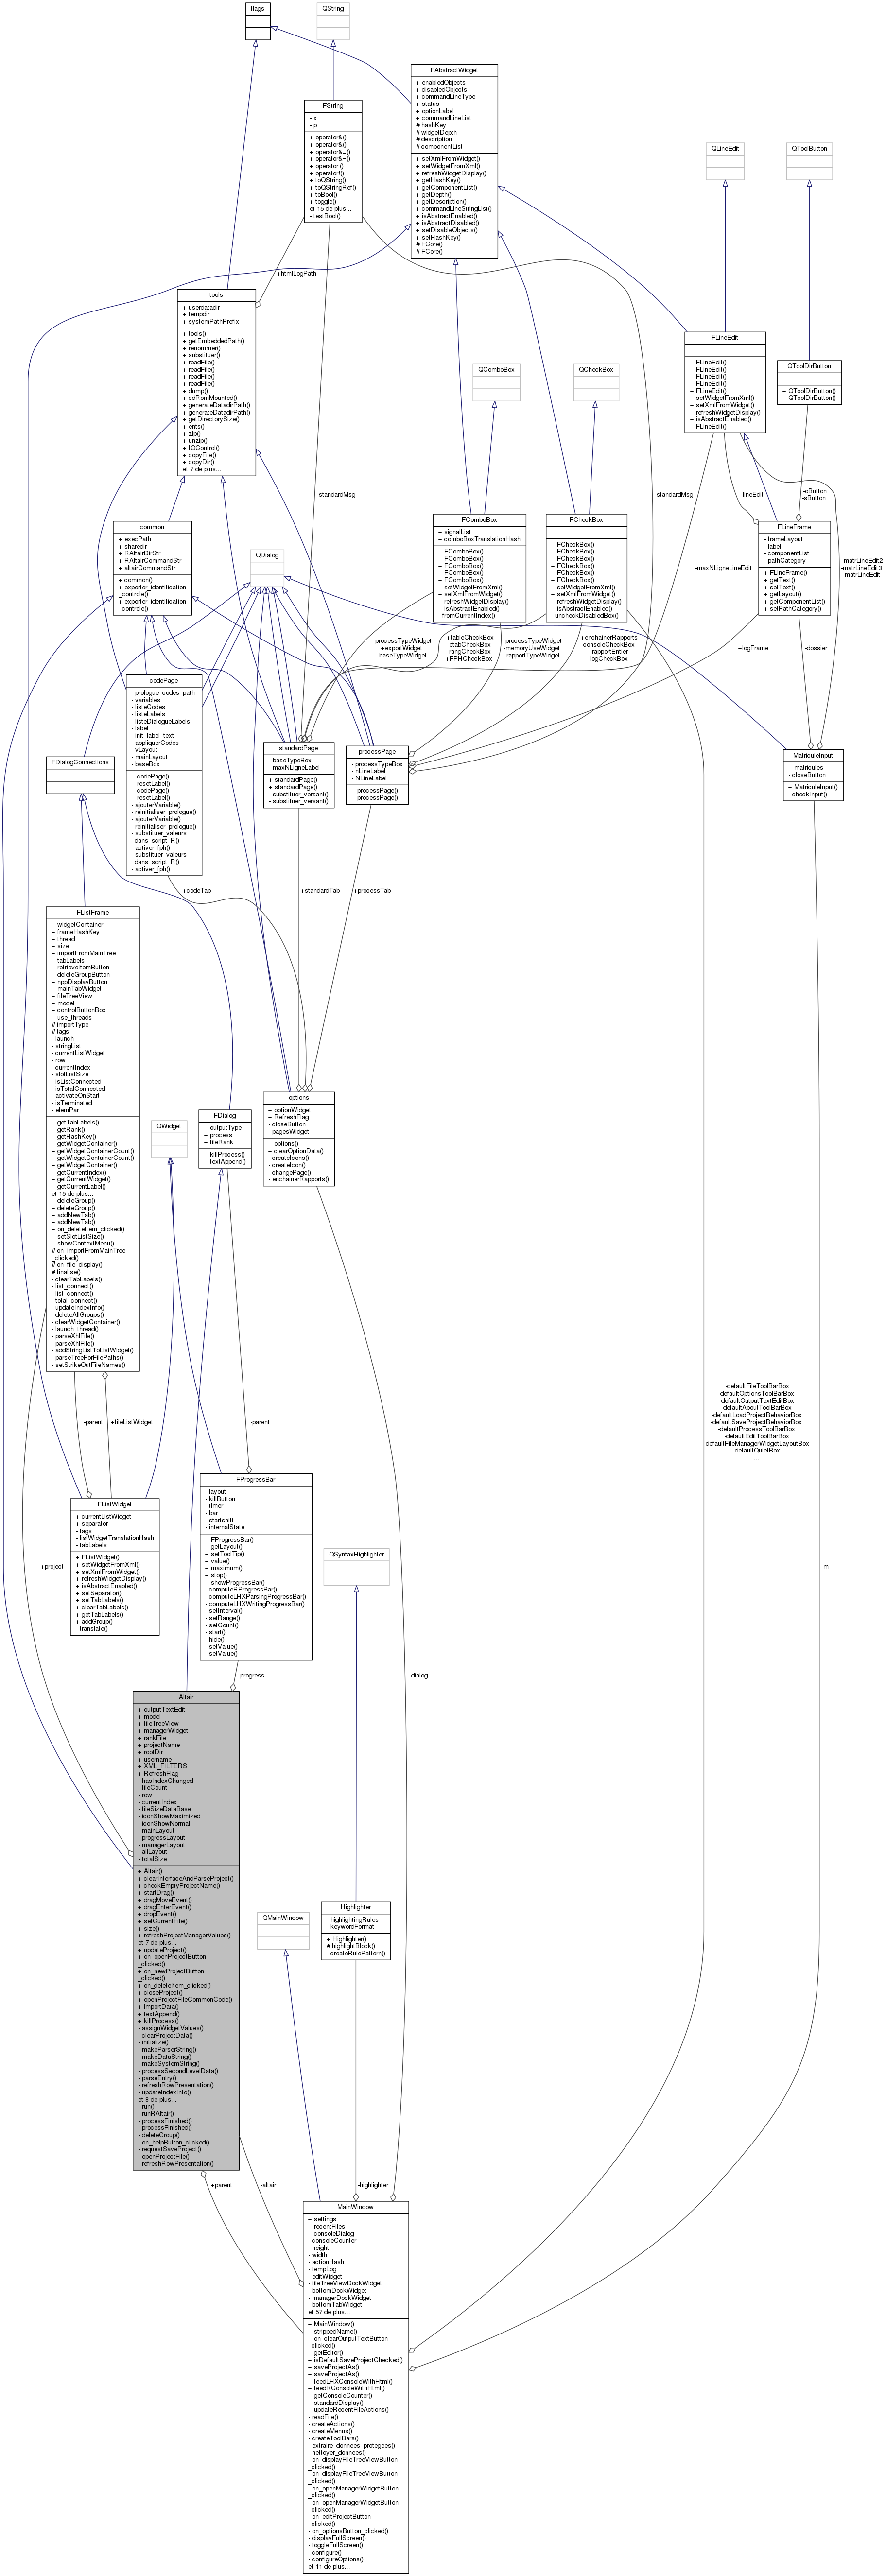 flags
QString
FAbstractWidget
+ enabledObjects
+ disabledObjects
+ commandLineType
+ status
+ optionLabel
+ commandLineList
# hashKey
# widgetDepth
# description
# componentList
+ setXmlFromWidget()
+ setWidgetFromXml()
+ refreshWidgetDisplay()
+ getHashKey()
+ getComponentList()
+ getDepth()
+ getDescription()
+ commandLineStringList()
+ isAbstractEnabled()
+ isAbstractDisabled()
+ setDisableObjects()
+ setHashKey()
# FCore()
# FCore()
FString
- x
- p
+ operator&()
+ operator&()
+ operator&=()
+ operator&=()
+ operator|()
+ operator!()
+ toQString()
+ toQStringRef()
+ toBool()
+ toggle()
et 15 de plus...
- testBool()
QLineEdit
QToolButton
+htmlLogPath
tools
+ userdatadir
+ tempdir
+ systemPathPrefix
+ tools()
+ getEmbeddedPath()
+ renommer()
+ substituer()
+ readFile()
+ readFile()
+ readFile()
+ readFile()
+ dump()
+ cdRomMounted()
+ generateDatadirPath()
+ generateDatadirPath()
+ getDirectorySize()
+ ents()
+ zip()
+ unzip()
+ IOControl()
+ copyFile()
+ copyDir()
et 7 de plus...
FLineEdit
+ FLineEdit()
+ FLineEdit()
+ FLineEdit()
+ FLineEdit()
+ FLineEdit()
+ setWidgetFromXml()
+ setXmlFromWidget()
+ refreshWidgetDisplay()
+ isAbstractEnabled()
+ FLineEdit()
QToolDirButton
+ QToolDirButton()
+ QToolDirButton()
QComboBox
QCheckBox
-standardMsg
-standardMsg
-lineEdit
-oButton
-sButton
common
+ execPath
+ sharedir
+ RAltairDirStr
+ RAltairCommandStr
+ altairCommandStr
+ common()
+ exporter_identification
_controle()
+ exporter_identification
_controle()
QDialog
FComboBox
+ signalList
+ comboBoxTranslationHash
+ FComboBox()
+ FComboBox()
+ FComboBox()
+ FComboBox()
+ FComboBox()
+ setWidgetFromXml()
+ setXmlFromWidget()
+ refreshWidgetDisplay()
+ isAbstractEnabled()
- fromCurrentIndex()
FCheckBox
+ FCheckBox()
+ FCheckBox()
+ FCheckBox()
+ FCheckBox()
+ FCheckBox()
+ FCheckBox()
+ setWidgetFromXml()
+ setXmlFromWidget()
+ refreshWidgetDisplay()
+ isAbstractEnabled()
- uncheckDisabledBox()
-maxNLigneLineEdit
FLineFrame
- frameLayout
- label
- componentList
- pathCategory
+ FLineFrame()
+ getText()
+ setText()
+ getLayout()
+ getComponentList()
+ setPathCategory()
-matrLineEdit2
-matrLineEdit3
-matrLineEdit
-processTypeWidget
+exportWidget
-baseTypeWidget
+tableCheckBox
-etabCheckBox
-rangCheckBox
+FPHCheckBox
-processTypeWidget
-memoryUseWidget
-rapportTypeWidget
+enchainerRapports
-consoleCheckBox
+rapportEntier
-logCheckBox
+logFrame
-dossier
codePage
- prologue_codes_path
- variables
- listeCodes
- listeLabels
- listeDialogueLabels
- label
- init_label_text
- appliquerCodes
- vLayout
- mainLayout
- baseBox
+ codePage()
+ resetLabel()
+ codePage()
+ resetLabel()
- ajouterVariable()
- reinitialiser_prologue()
- ajouterVariable()
- reinitialiser_prologue()
- substituer_valeurs
_dans_script_R()
- activer_fph()
- substituer_valeurs
_dans_script_R()
- activer_fph()
FDialogConnections
standardPage
- baseTypeBox
- maxNLigneLabel
+ standardPage()
+ standardPage()
- substituer_versant()
- substituer_versant()
processPage
- processTypeBox
- nLineLabel
- NLineLabel
+ processPage()
+ processPage()
MatriculeInput
+ matricules
- closeButton
+ MatriculeInput()
- checkInput()
+codeTab
+standardTab
+processTab
FListFrame
+ widgetContainer
+ frameHashKey
+ thread
+ size
+ importFromMainTree
+ tabLabels
+ retrieveItemButton
+ deleteGroupButton
+ nppDisplayButton
+ mainTabWidget
+ fileTreeView
+ model
+ controlButtonBox
+ use_threads
# importType
# tags
- launch
- stringList
- currentListWidget
- row
- currentIndex
- slotListSize
- isListConnected
- isTotalConnected
- activateOnStart
- isTerminated
- elemPar
+ getTabLabels()
+ getRank()
+ getHashKey()
+ getWidgetContainer()
+ getWidgetContainerCount()
+ getWidgetContainerCount()
+ getWidgetContainer()
+ getCurrentIndex()
+ getCurrentWidget()
+ getCurrentLabel()
et 15 de plus...
+ deleteGroup()
+ deleteGroup()
+ addNewTab()
+ addNewTab()
+ on_deleteItem_clicked()
+ setSlotListSize()
+ showContextMenu()
# on_importFromMainTree
_clicked()
# on_file_display()
# finalise()
- clearTabLabels()
- list_connect()
- list_connect()
- total_connect()
- updateIndexInfo()
- deleteAllGroups()
- clearWidgetContainer()
- launch_thread()
- parseXhlFile()
- parseXhlFile()
- addStringListToListWidget()
- parseTreeForFilePaths()
- setStrikeOutFileNames()
options
+ optionWidget
+ RefreshFlag
- closeButton
- pagesWidget
+ options()
+ clearOptionData()
- createIcons()
- createIcon()
- changePage()
- enchainerRapports()
FDialog
+ outputType
+ process
+ fileRank
+ killProcess()
+ textAppend()
QWidget
-parent
+fileListWidget
-parent
-defaultFileToolBarBox
-defaultOptionsToolBarBox
-defaultOutputTextEditBox
-defaultAboutToolBarBox
-defaultLoadProjectBehaviorBox
-defaultSaveProjectBehaviorBox
-defaultProcessToolBarBox
-defaultEditToolBarBox
-defaultFileManagerWidgetLayoutBox
-defaultQuietBox
...
FListWidget
+ currentListWidget
+ separator
- tags
- listWidgetTranslationHash
- tabLabels
+ FListWidget()
+ setWidgetFromXml()
+ setXmlFromWidget()
+ refreshWidgetDisplay()
+ isAbstractEnabled()
+ setSeparator()
+ setTabLabels()
+ clearTabLabels()
+ getTabLabels()
+ addGroup()
- translate()
FProgressBar
- layout
- killButton
- timer
- bar
- startshift
- internalState
+ FProgressBar()
+ getLayout()
+ setToolTip()
+ value()
+ maximum()
+ stop()
+ showProgressBar()
- computeRProgressBar()
- computeLHXParsingProgressBar()
- computeLHXWritingProgressBar()
- setInterval()
- setRange()
- setCount()
- start()
- hide()
- setValue()
- setValue()
QSyntaxHighlighter
+project
-m
-progress
+dialog
Altair
+ outputTextEdit
+ model
+ fileTreeView
+ managerWidget
+ rankFile
+ projectName
+ rootDir
+ username
+ XML_FILTERS
+ RefreshFlag
- hasIndexChanged
- fileCount
- row
- currentIndex
- fileSizeDataBase
- iconShowMaximized
- iconShowNormal
- mainLayout
- progressLayout
- managerLayout
- allLayout
- totalSize
+ Altair()
+ clearInterfaceAndParseProject()
+ checkEmptyProjectName()
+ startDrag()
+ dragMoveEvent()
+ dragEnterEvent()
+ dropEvent()
+ setCurrentFile()
+ size()
+ refreshProjectManagerValues()
et 7 de plus...
+ updateProject()
+ on_openProjectButton
_clicked()
+ on_newProjectButton
_clicked()
+ on_deleteItem_clicked()
+ closeProject()
+ openProjectFileCommonCode()
+ importData()
+ textAppend()
+ killProcess()
- assignWidgetValues()
- clearProjectData()
- initialize()
- makeParserString()
- makeDataString()
- makeSystemString()
- processSecondLevelData()
- parseEntry()
- refreshRowPresentation()
- updateIndexInfo()
et 8 de plus...
- run()
- runRAltair()
- processFinished()
- processFinished()
- deleteGroup()
- on_helpButton_clicked()
- requestSaveProject()
- openProjectFile()
- refreshRowPresentation()
QMainWindow
Highlighter
- highlightingRules
- keywordFormat
+ Highlighter()
# highlightBlock()
- createRulePattern()
+parent
-altair
-highlighter
MainWindow
+ settings
+ recentFiles
+ consoleDialog
- consoleCounter
- height
- width
- actionHash
- tempLog
- editWidget
- fileTreeViewDockWidget
- bottomDockWidget
- managerDockWidget
- bottomTabWidget
et 57 de plus...
+ MainWindow()
+ strippedName()
+ on_clearOutputTextButton
_clicked()
+ getEditor()
+ isDefaultSaveProjectChecked()
+ saveProjectAs()
+ saveProjectAs()
+ feedLHXConsoleWithHtml()
+ feedRConsoleWithHtml()
+ getConsoleCounter()
+ standardDisplay()
+ updateRecentFileActions()
- readFile()
- createActions()
- createMenus()
- createToolBars()
- extraire_donnees_protegees()
- nettoyer_donnees()
- on_displayFileTreeViewButton
_clicked()
- on_displayFileTreeViewButton
_clicked()
- on_openManagerWidgetButton
_clicked()
- on_openManagerWidgetButton
_clicked()
- on_editProjectButton
_clicked()
- on_optionsButton_clicked()
- displayFullScreen()
- toggleFullScreen()
- configure()
- configureOptions()
et 11 de plus...